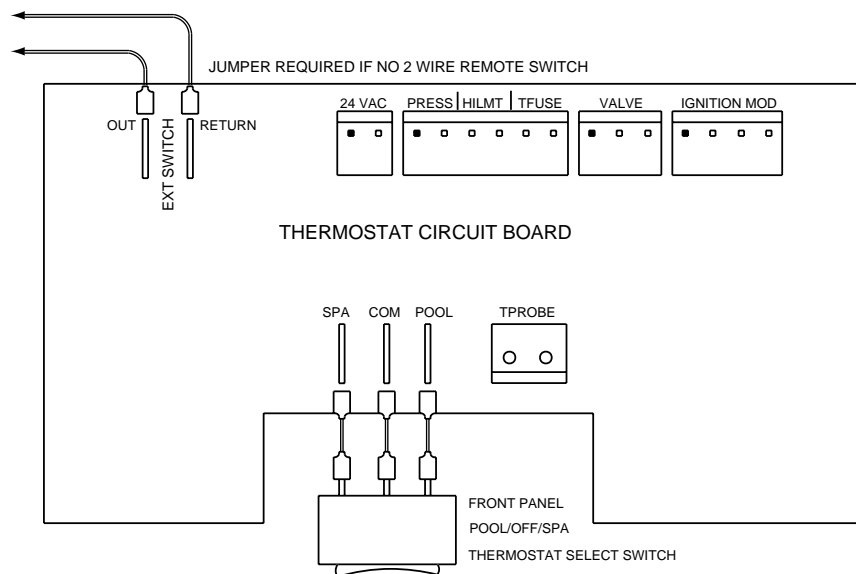 JUMPER REQUIRED IF NO 2 WIRE REMOTE SWITCH
24 VAC PRESS HILMT TFUSE VALVE IGNITION MOD
OUT EXT SWITCH RETURN
THERMOSTAT CIRCUIT BOARD
SPA COM POOL TPROBE
FRONT PANEL
POOL/OFF/SPA
THERMOSTAT SELECT SWITCH